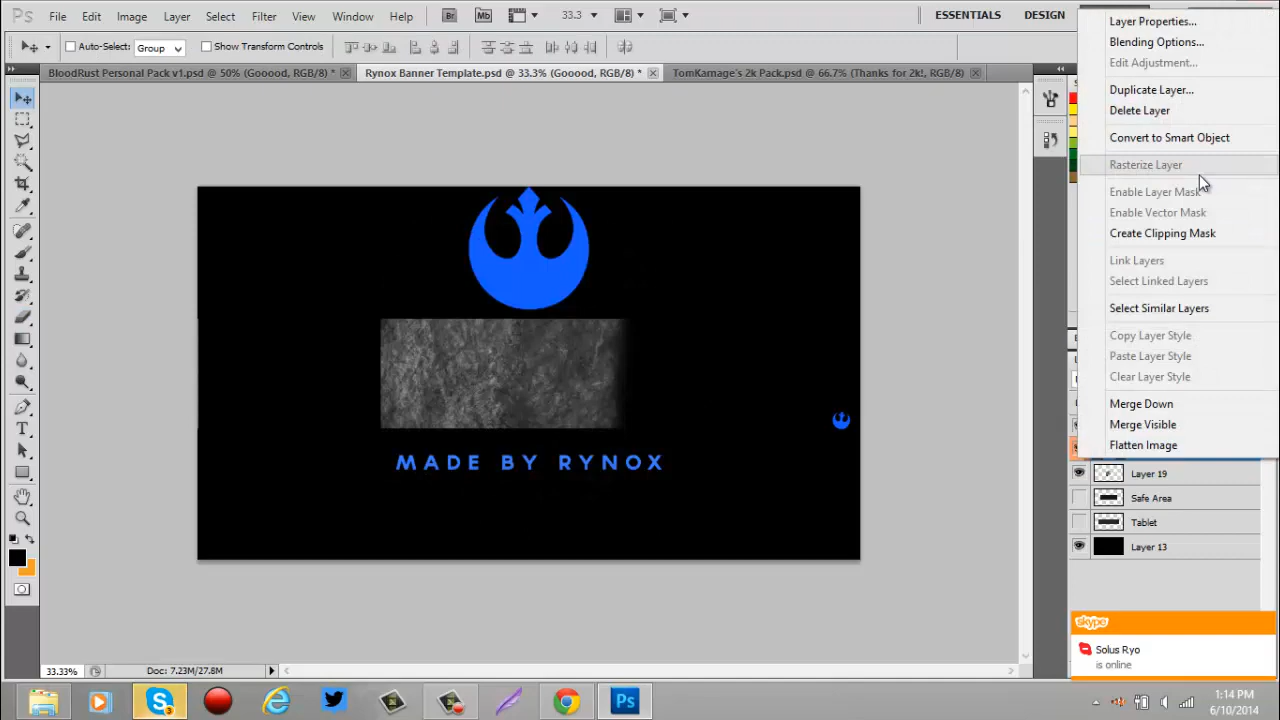 Ps File Edit Image Layer Select Filter View Window Help Br Mb 33.3 ESSENTIALS DESIGN
Auto-Select: Group Show Transform Controls
BloodRust Personal Pack v1.psd @ 50% (Gooood, RGB/8) * Rynox Banner Template.psd @ 33.3% (Gooood, RGB/8) * TomKamage's 2k Pack.psd @ 66.7% (Thanks for 2k!, RGB/8)
Layer Properties...
Blending Options...
Edit Adjustment...
Duplicate Layer...
Delete Layer
Convert to Smart Object
Rasterize Layer
Enable Layer Mask
Enable Vector Mask
Create Clipping Mask
Link Layers
Select Linked Layers
Select Similar Layers
Copy Layer Style
Paste Layer Style
Clear Layer Style
Merge Down
Merge Visible
Flatten Image
MADE BY RYNOX
Layer 19
Safe Area
Tablet
Layer 13
skype
Solus Ryo
is online
33.33% Doc: 7.23M/27.8M
3
Ps
1:14 PM
6/10/2014